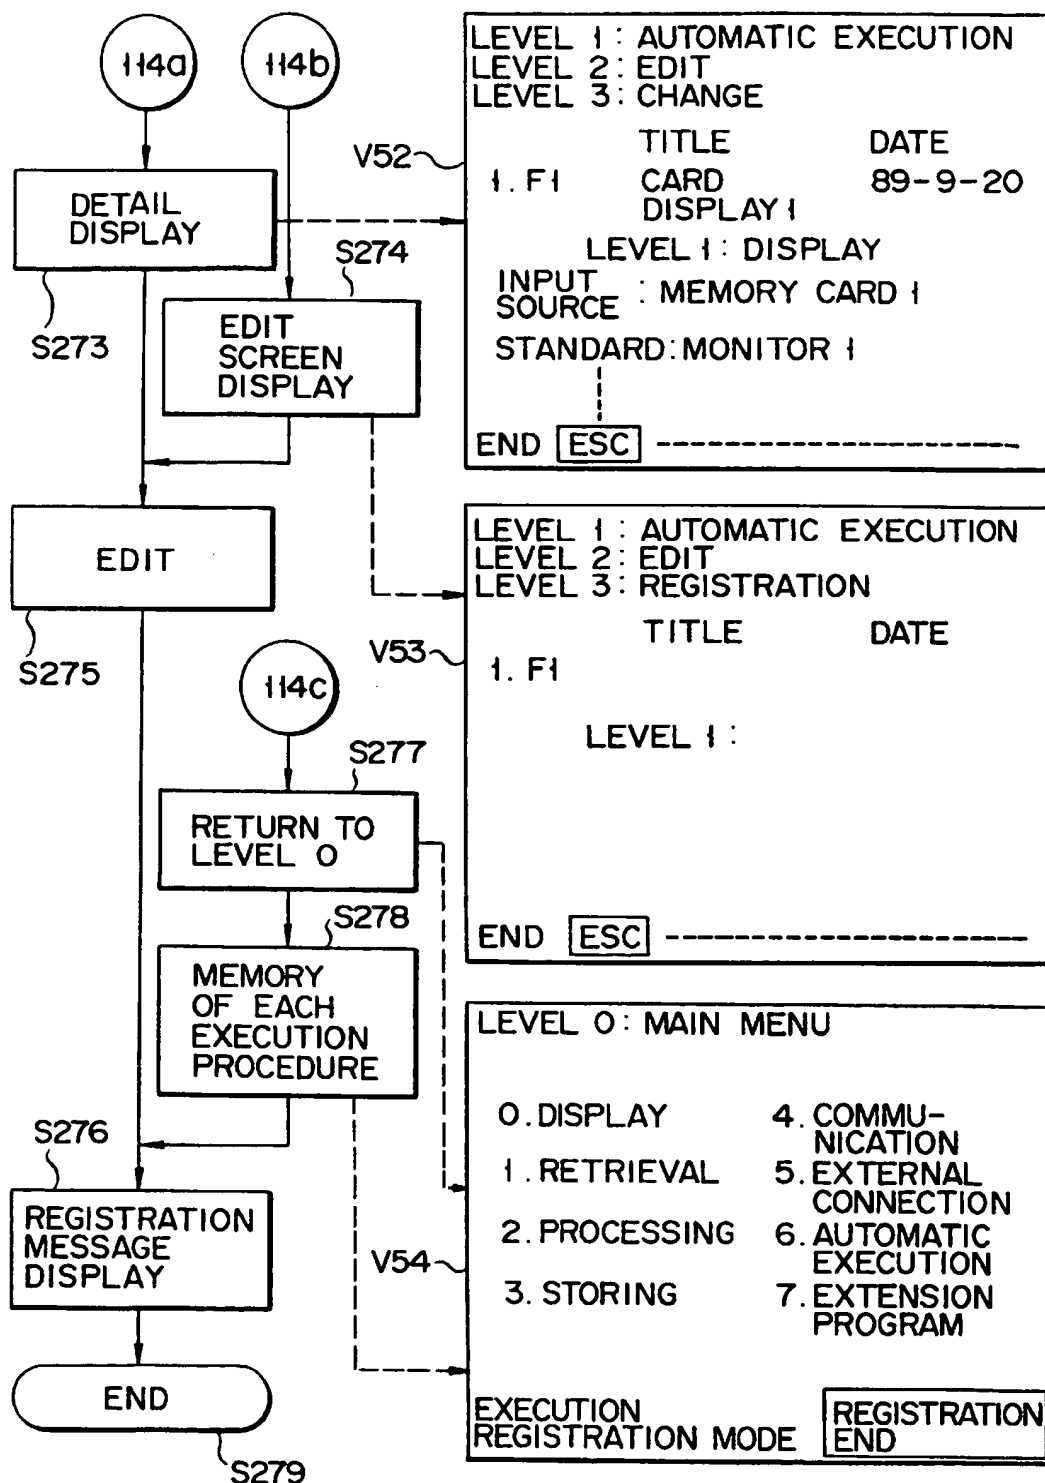 114a
114b
DETAIL
DISPLAY
S273
S274
EDIT
SCREEN
DISPLAY
EDIT
S275
114c
S277
RETURN TO
LEVEL 0
S278
MEMORY
OF EACH
EXECUTION
PROCEDURE
S276
REGISTRATION
MESSAGE
DISPLAY
END
S279
V52
LEVEL 1: AUTOMATIC EXECUTION
LEVEL 2: EDIT
LEVEL 3: CHANGE
TITLE DATE
1. F1 CARD 89-9-20
DISPLAY 1
LEVEL 1: DISPLAY
INPUT
SOURCE : MEMORY CARD 1
STANDARD: MONITOR 1
END ESC
V53
LEVEL 1: AUTOMATIC EXECUTION
LEVEL 2: EDIT
LEVEL 3: REGISTRATION
TITLE DATE
1. F1
LEVEL 1:
END ESC
V54
LEVEL 0: MAIN MENU
0. DISPLAY
1. RETRIEVAL
2. PROCESSING
3. STORING
4. COMMU-
NICATION
5. EXTERNAL
CONNECTION
6. AUTOMATIC
EXECUTION
7. EXTENSION
PROGRAM
EXECUTION
REGISTRATION MODE
REGISTRATION
END